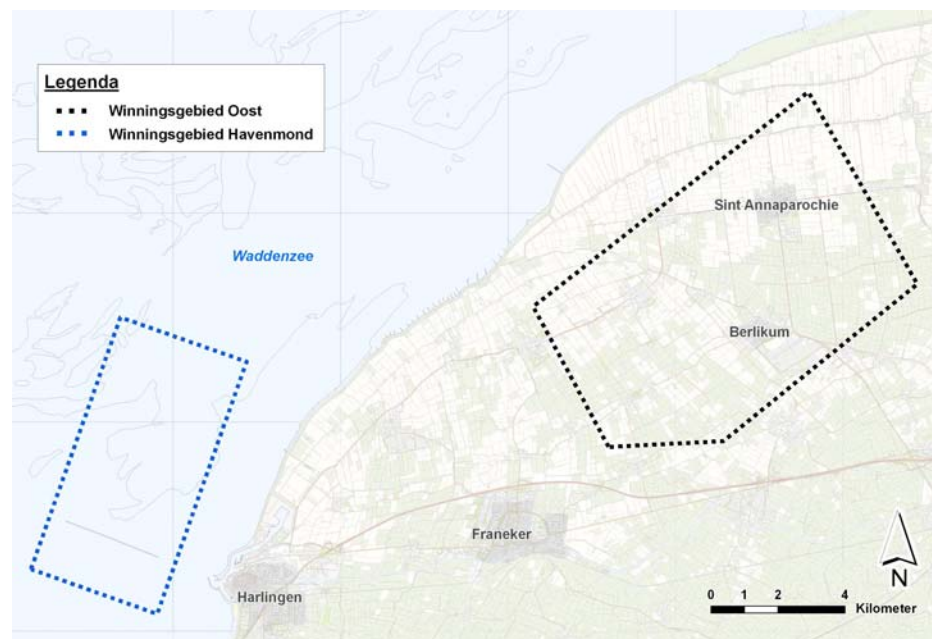 Legenda
Winningsgebied Oost
Winningsgebied Havenmond
Sint Annaparochie
Waddenzee
Berlikum
Franeker
Harlingen
N
0 1 2 4
Kilometer